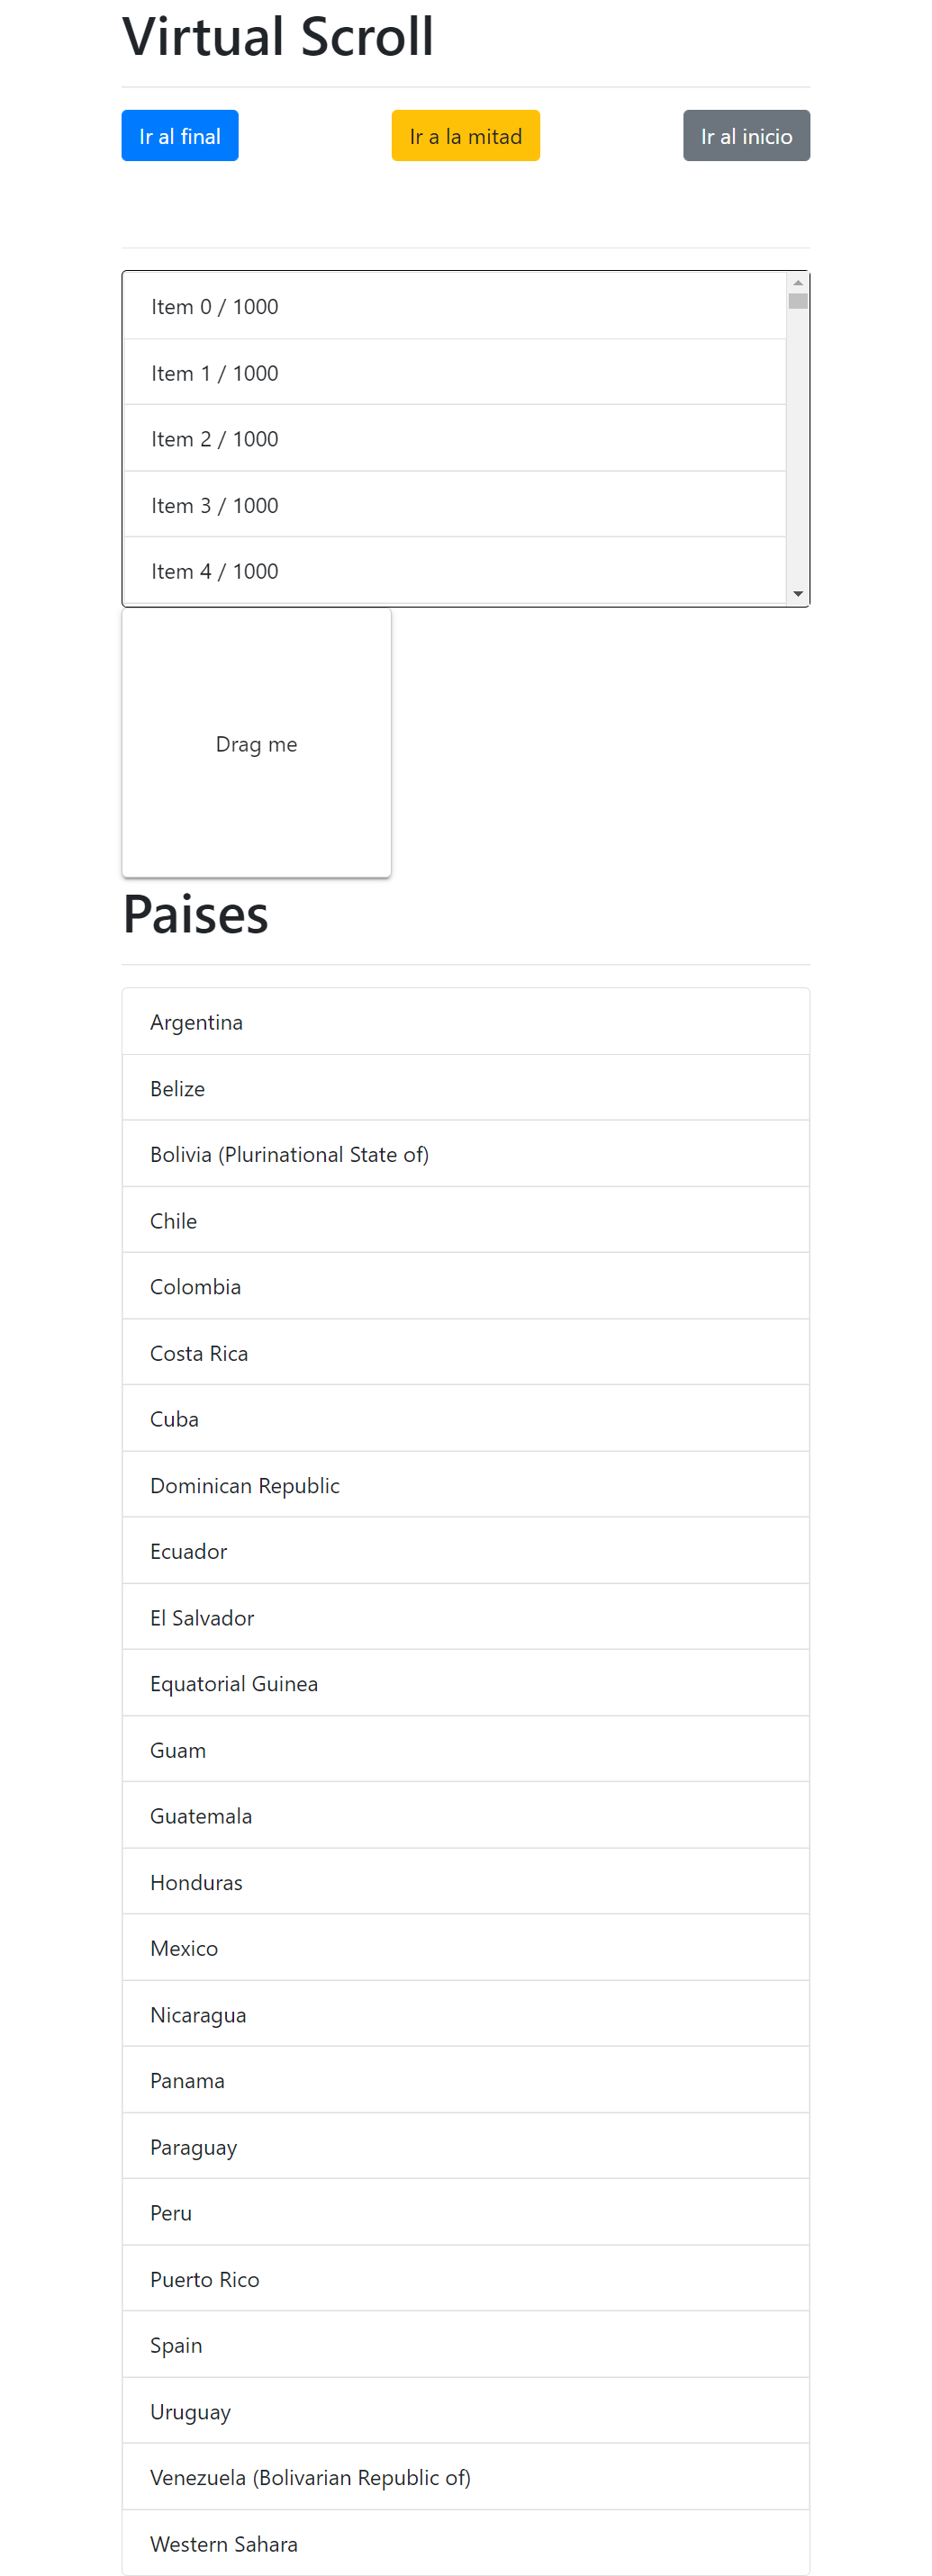 Virtual Scroll
Ir al final Ir a la mitad Ir al inicio
Item 0 / 1000
Item 1 / 1000
Item 2 / 1000
Item 3 / 1000
Item 4 / 1000
Drag me
Paises
Argentina
Belize
Bolivia (Plurinational State of)
Chile
Colombia
Costa Rica
Cuba
Dominican Republic
Ecuador
El Salvador
Equatorial Guinea
Guam
Guatemala
Honduras
Mexico
Nicaragua
Panama
Paraguay
Peru
Puerto Rico
Spain
Uruguay
Venezuela (Bolivarian Republic of)
Western Sahara